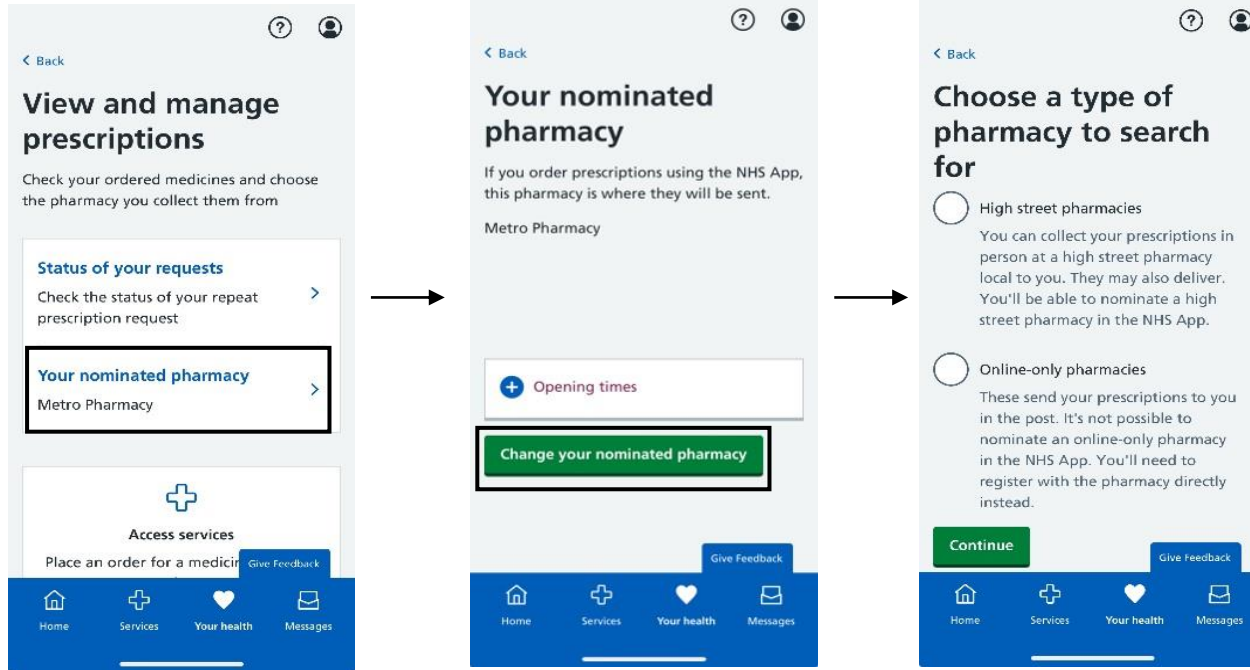 Back
View and manage
prescriptions
Check your ordered medicines and choose
the pharmacy you collect them from
Status of your requests
Check the status of your repeat
prescription request
Your nominated pharmacy
Metro Pharmacy
Access services
Place an order for a medicin
Give Feedback
Home Services Your health Messages
Back
Your nominated
pharmacy
If you order prescriptions using the NHS App,
this pharmacy is where they will be sent.
Metro Pharmacy
Opening times
Change your nominated pharmacy
Give Feedback
Home Services Your health Messages
Back
Choose a type of
pharmacy to search
for
High street pharmacies
You can collect your prescriptions in
person at a high street pharmacy
local to you. They may also deliver.
You'll be able to nominate a high
street pharmacy in the NHS App.
Online-only pharmacies
These send your prescriptions to you
in the post. It's not possible to
nominate an online-only pharmacy
in the NHS App. You'll need to
register with the pharmacy directly
instead.
Continue
Give Feedback
Home Services Your health Messages